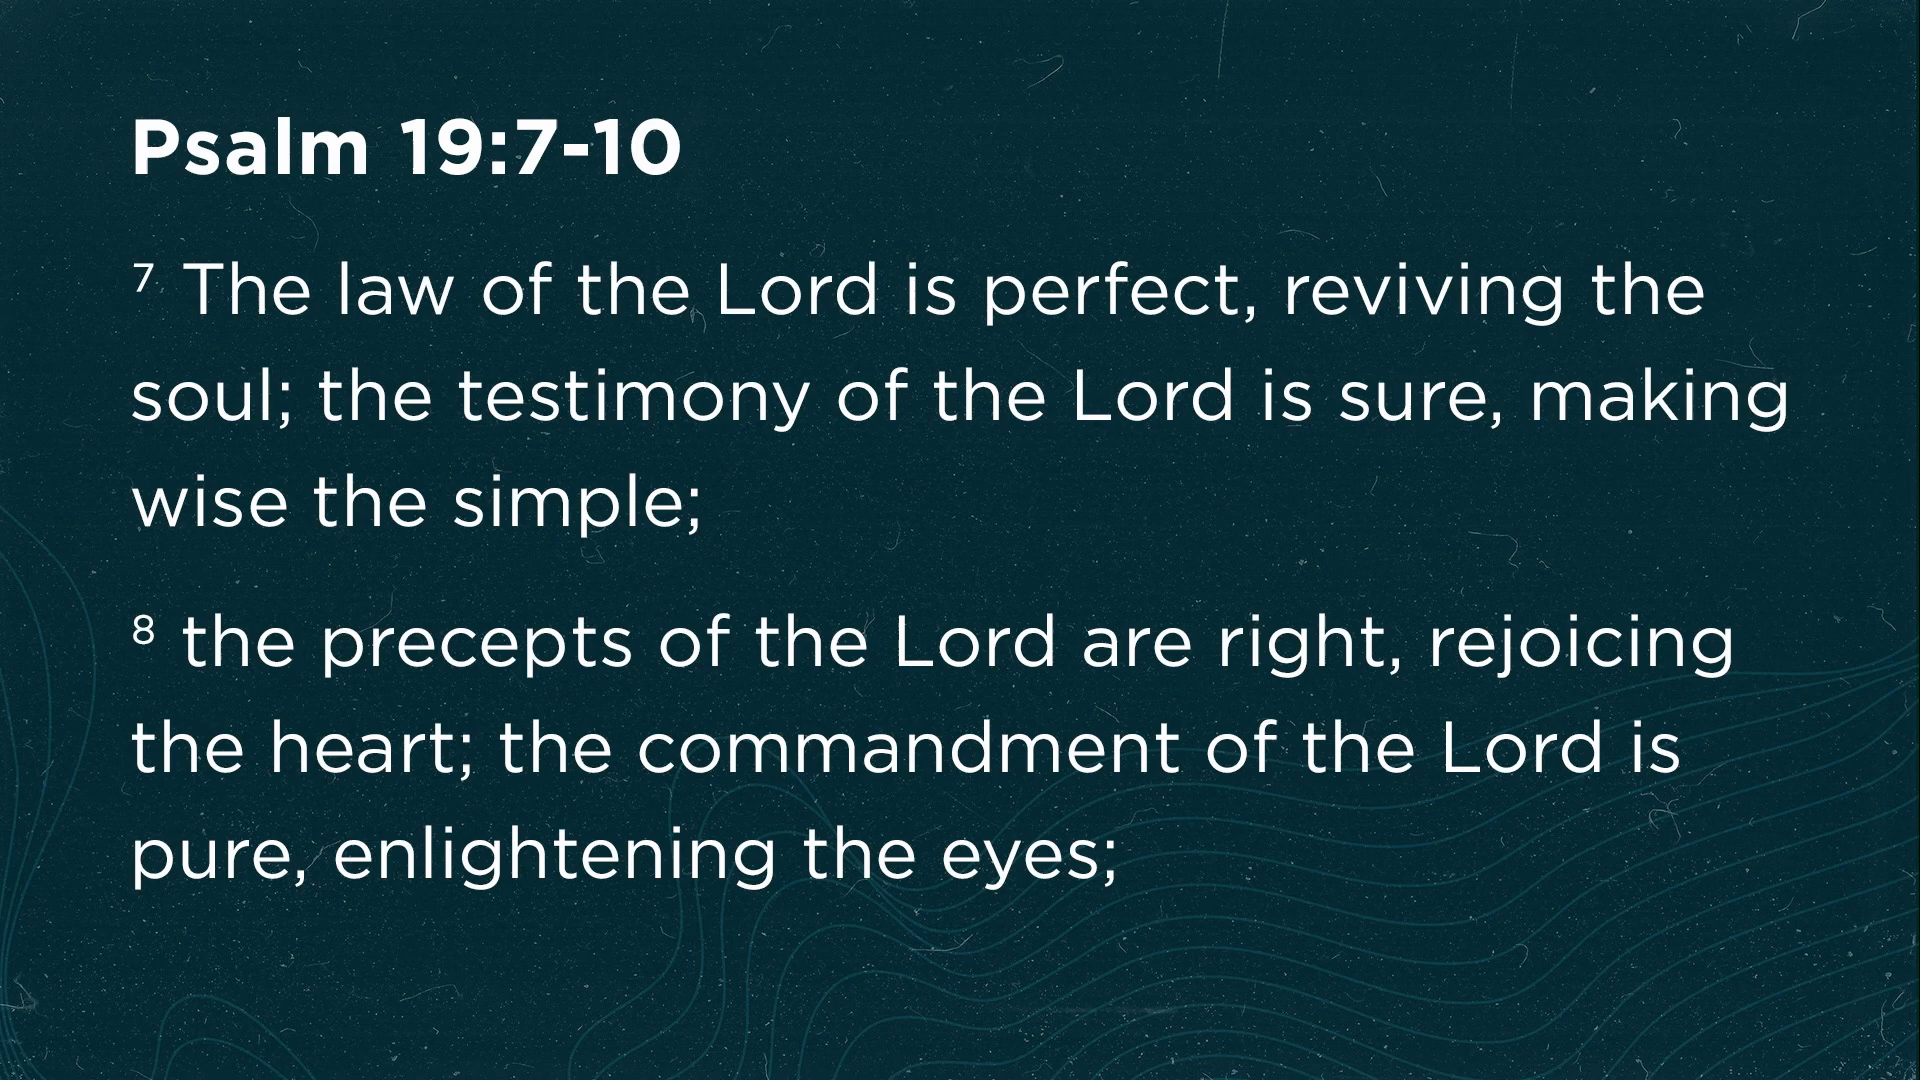 Psalm 19:7-10
7 The law of the Lord is perfect, reviving the
soul; the testimony of the Lord is sure, making
wise the simple;
8 the precepts of the Lord are right, rejoicing
the heart; the commandment of the Lord is
pure, enlightening the eyes;